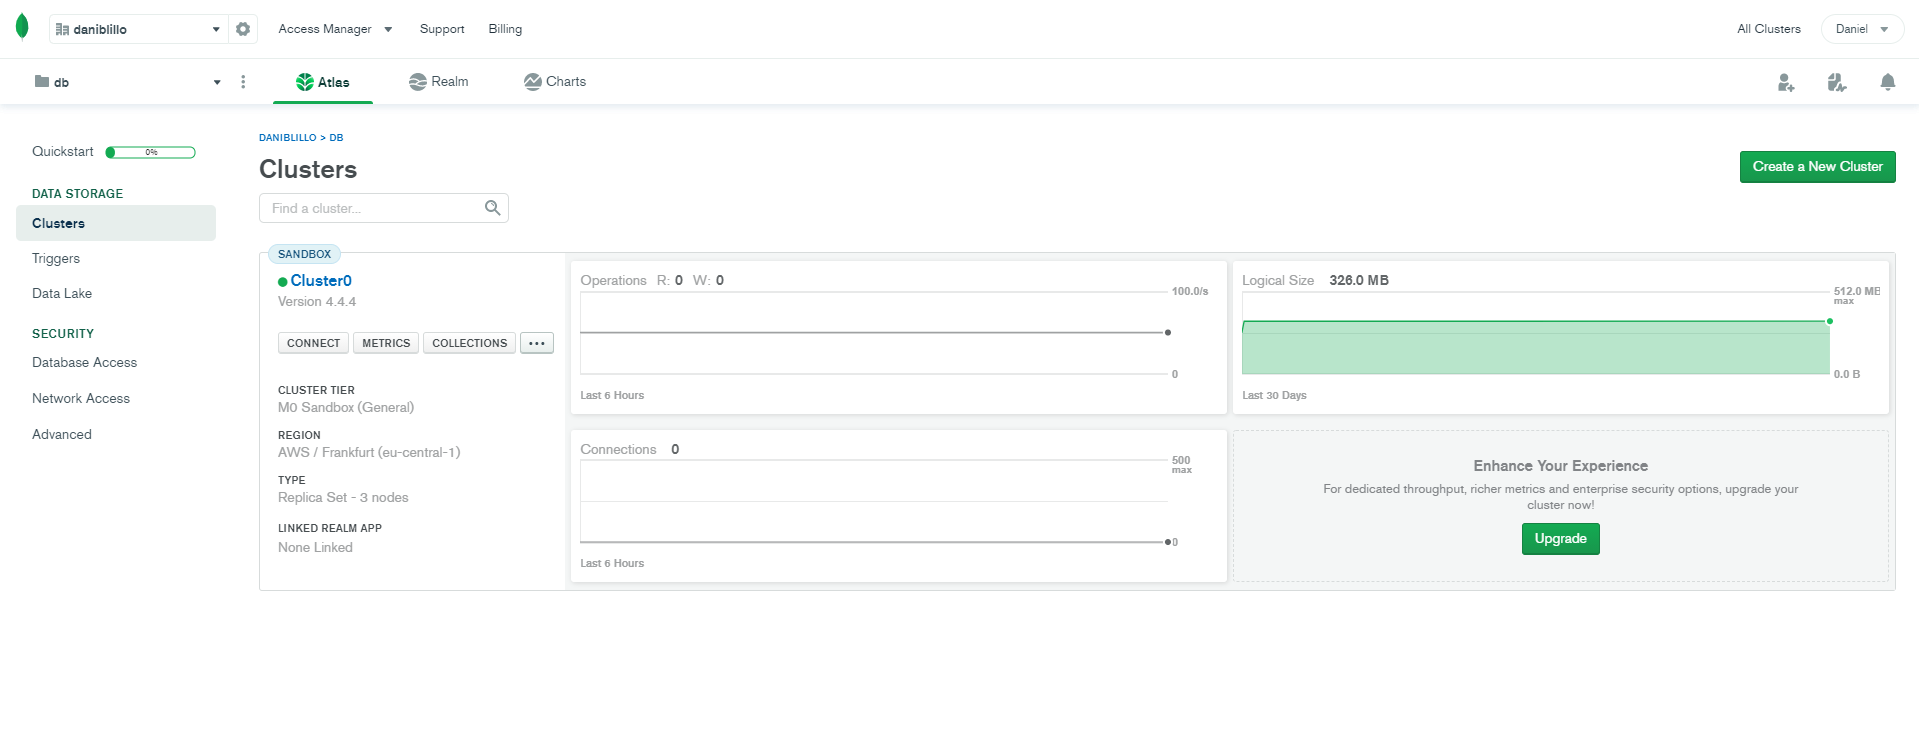 daniblillo
Access Manager
Support
Billing
All Clusters
Daniel
db
Atlas
Realm
Charts
Quickstart
0%
DATA STORAGE
Clusters
Triggers
Data Lake
SECURITY
Database Access
Network Access
Advanced
DANIBLILLO > DB
Clusters
Create a New Cluster
Find a cluster...
SANDBOX
Cluster0
Version 4.4.4
CONNECT
METRICS
COLLECTIONS
...
CLUSTER TIER
M0 Sandbox (General)
REGION
AWS / Frankfurt (eu-central-1)
TYPE
Replica Set - 3 nodes
LINKED REALM APP
None Linked
Operations R: 0 W: 0
100.0/s
0
Last 6 Hours
Logical Size 326.0 MB
512.0 MB
max
0.0 B
Last 30 Days
Connections 0
500
max
0
Last 6 Hours
Enhance Your Experience
For dedicated throughput, richer metrics and enterprise security options, upgrade your
cluster now!
Upgrade